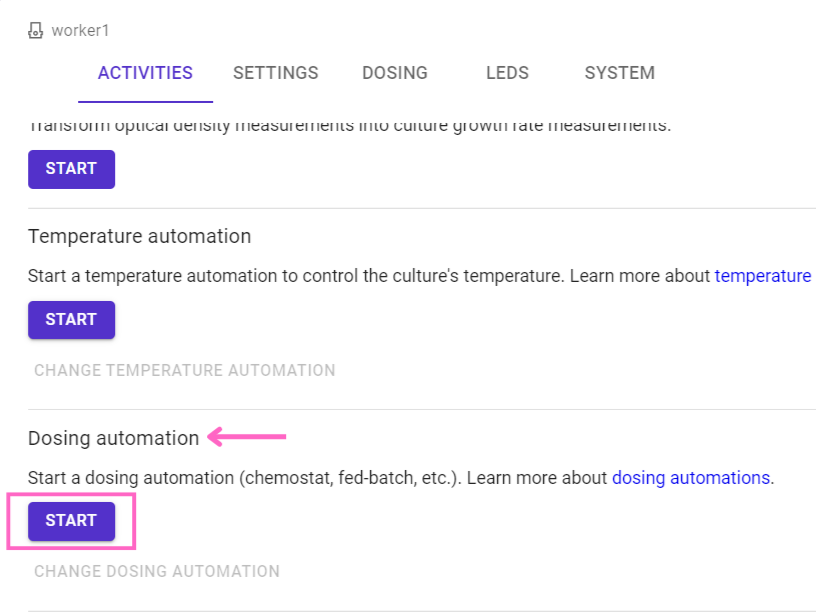 worker1
ACTIVITIES SETTINGS DOSING LEDS SYSTEM
Transform optical density measurements into culture growth rate measurements.
START
Temperature automation
Start a temperature automation to control the culture's temperature. Learn more about temperature
START
CHANGE TEMPERATURE AUTOMATION
Dosing automation
Start a dosing automation (chemostat, fed-batch, etc.). Learn more about dosing automations.
START
CHANGE DOSING AUTOMATION